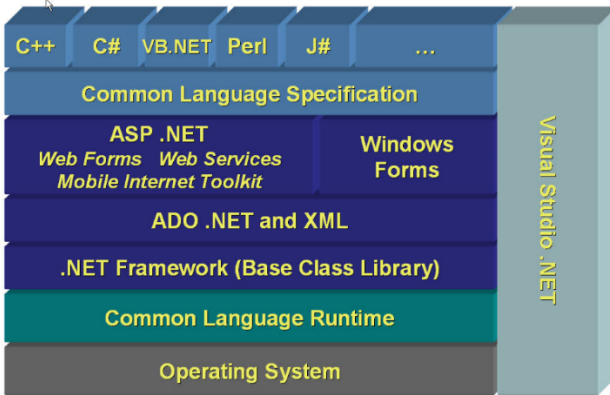 C++ C# VB.NET Perl J# ...
Common Language Specification
ASP .NET
Web Forms Web Services
Mobile Internet Toolkit
Windows
Forms
ADO .NET and XML
.NET Framework (Base Class Library)
Common Language Runtime
Operating System
Visual Studio .NET